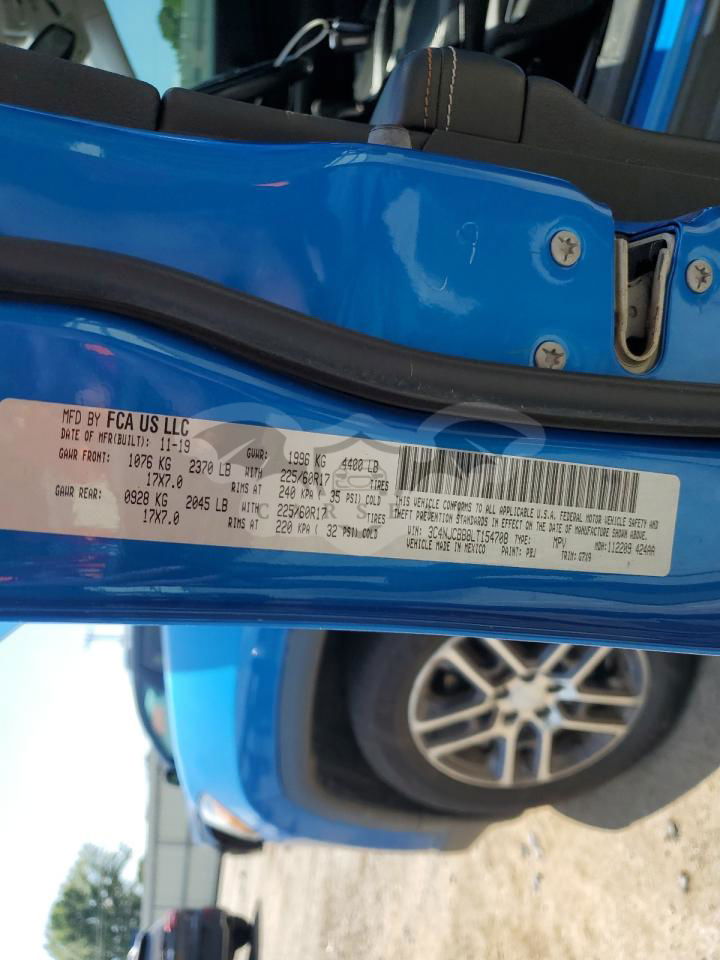 MFD BY FCA US LLC
DATE OF MFR(BUILT): 11-19 GVWR: 1996 KG 4400 LB
GAWR FRONT: 1076 KG 2370 LB WITH 225/60R17 TIRES
17X7.0 RIMS AT 240 KPA ( 35 PSI) COLD
GAWR REAR: 0928 KG 2045 LB WITH 225/60R17 TIRES
17X7.0 RIMS AT 220 KPA ( 32 PSI) COLD
THIS VEHICLE CONFORMS TO ALL APPLICABLE U.S.A. FEDERAL MOTOR VEHICLE SAFETY AND
THEFT PREVENTION STANDARDS IN EFFECT ON THE DATE OF MANUFACTURE SHOWN ABOVE.
VIN: 3C4NJCBB8LT154708 TYPE: MPV MDH: 112209 424AA
VEHICLE MADE IN MEXICO PAINT: PBJ TRIM: G7X9